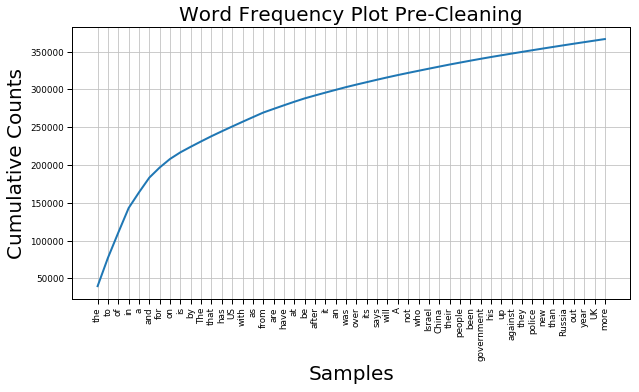 Word Frequency Plot Pre-Cleaning
Cumulative Counts
350000
300000
250000
200000
150000
100000
50000
the
to
of
in
a
and
for
on
is
by
The
that
has
US
with
as
from
are
have
at
be
after
it
an
was
over
its
says
will
A
not
who
Israel
China
their
people
been
government
his
up
against
they
police
new
than
Russia
out
year
UK
more
Samples